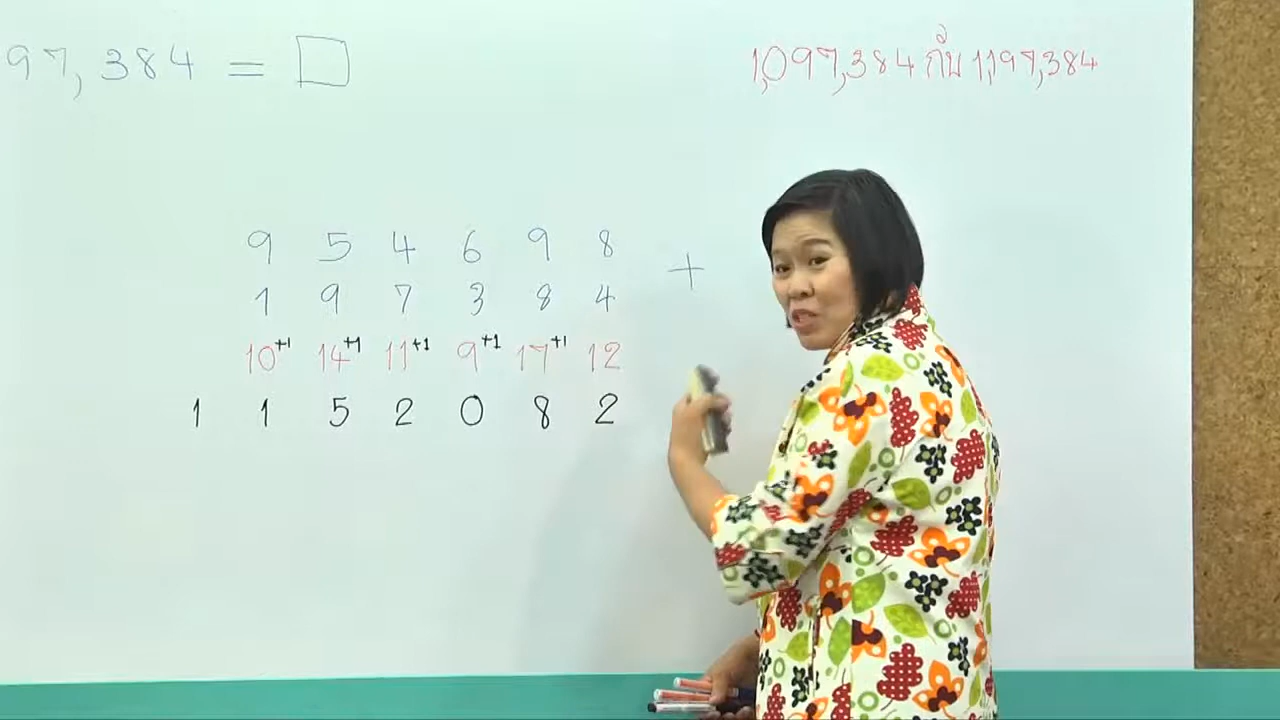 97,384 = □
1,097,384 กับ 1,197,384
9 5 4 6 9 8
+
1 9 7 3 8 4
10+1 14+1 11+1 9+1 17+1 12
1 1 5 2 0 8 2